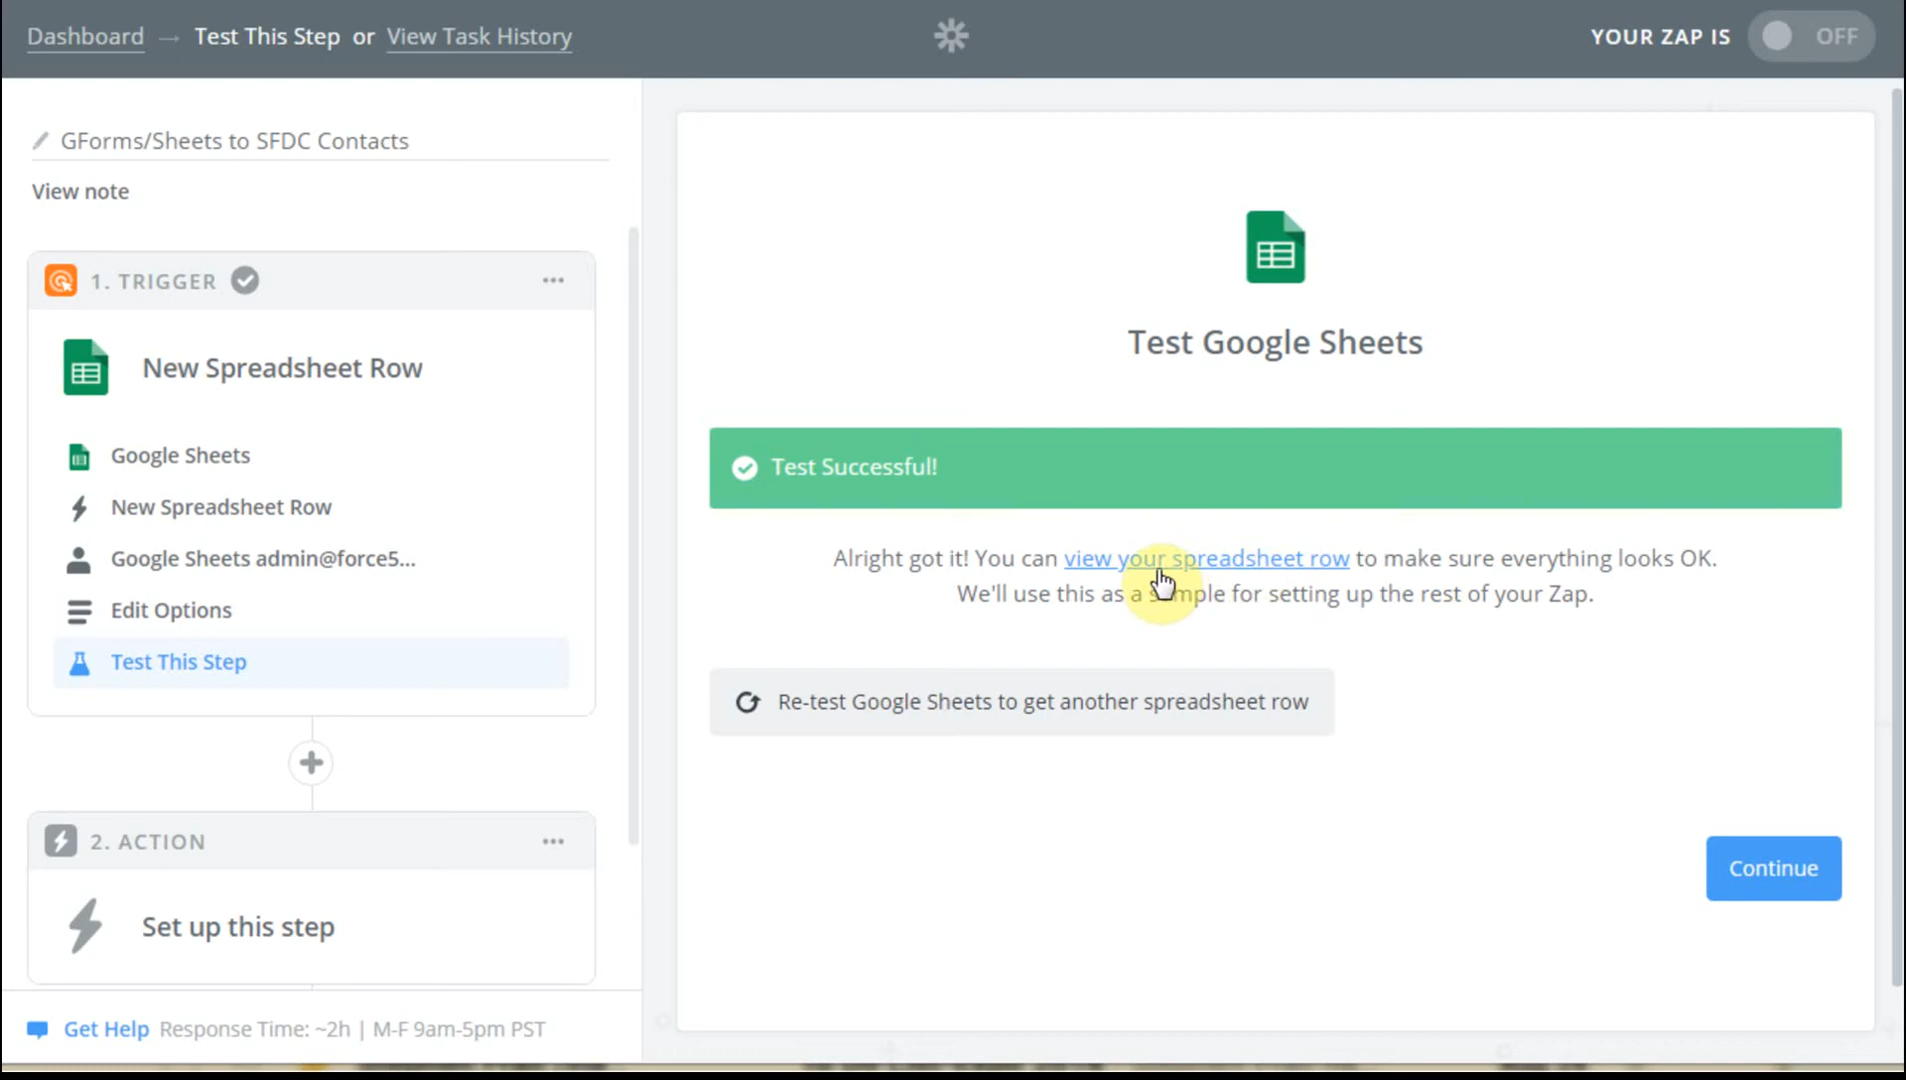 Dashboard → Test This Step or View Task History
YOUR ZAP IS OFF
GForms/Sheets to SFDC Contacts
View note
1. TRIGGER
New Spreadsheet Row
Google Sheets
New Spreadsheet Row
Google Sheets admin@force5...
Edit Options
Test This Step
2. ACTION
Set up this step
Get Help Response Time: ~2h | M-F 9am-5pm PST
Test Google Sheets
Test Successful!
Alright got it! You can view your spreadsheet row to make sure everything looks OK.
We'll use this as a sample for setting up the rest of your Zap.
Re-test Google Sheets to get another spreadsheet row
Continue